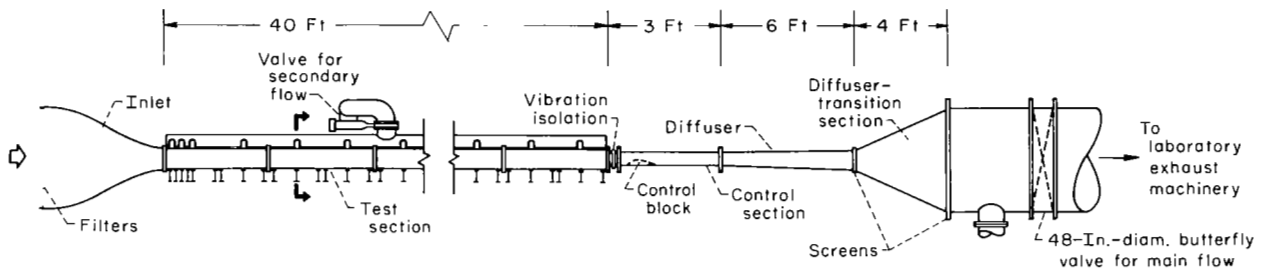 40 Ft
3 Ft
6 Ft
4 Ft
Valve for
secondary
flow
Inlet
Vibration
isolation
Diffuser
Diffuser-
transition
section
To
laboratory
exhaust
machinery
Filters
Test
section
Control
block
Control
section
Screens
48-In.-diam. butterfly
valve for main flow